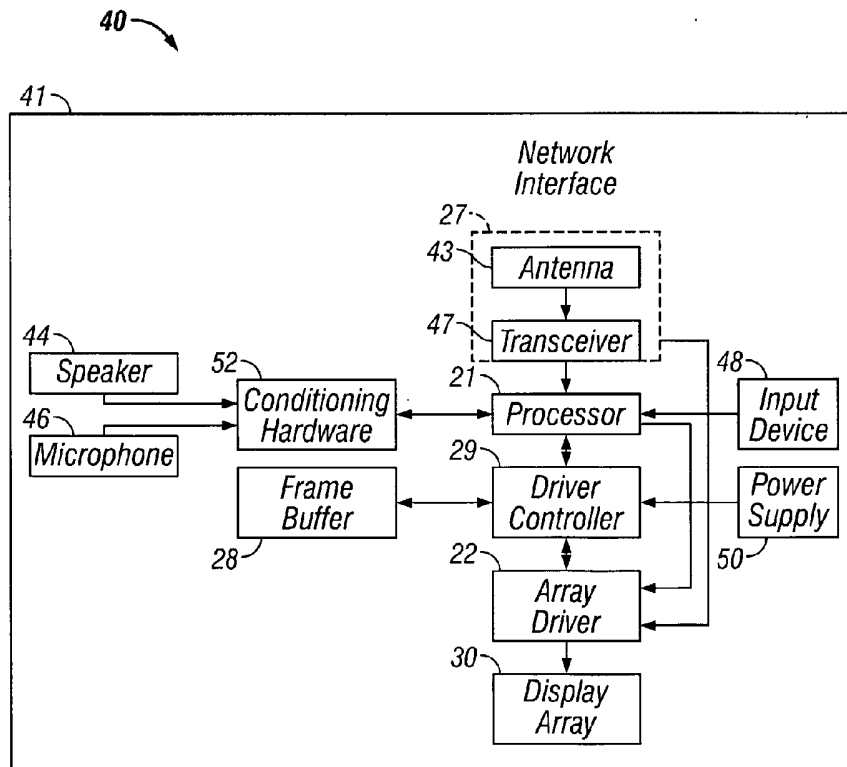 40
41
Network
Interface
27
43
Antenna
47
Transceiver
44
Speaker
52
Conditioning
Hardware
21
Processor
48
Input
Device
46
Microphone
29
Driver
Controller
Frame
Buffer
28
Power
Supply
50
22
Array
Driver
30
Display
Array